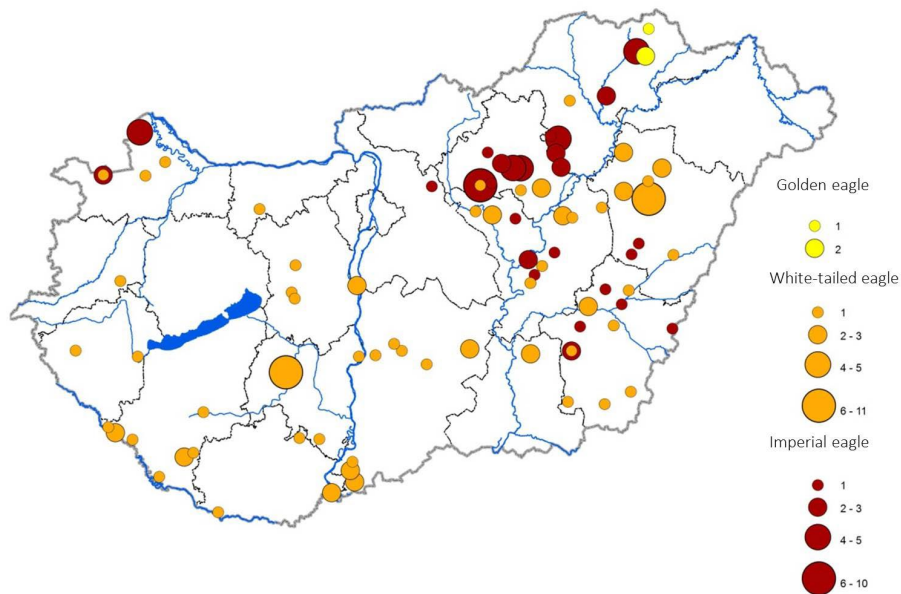 Golden eagle
1
2
White-tailed eagle
1
2 - 3
4 - 5
6 - 11
Imperial eagle
1
2 - 3
4 - 5
6 - 10